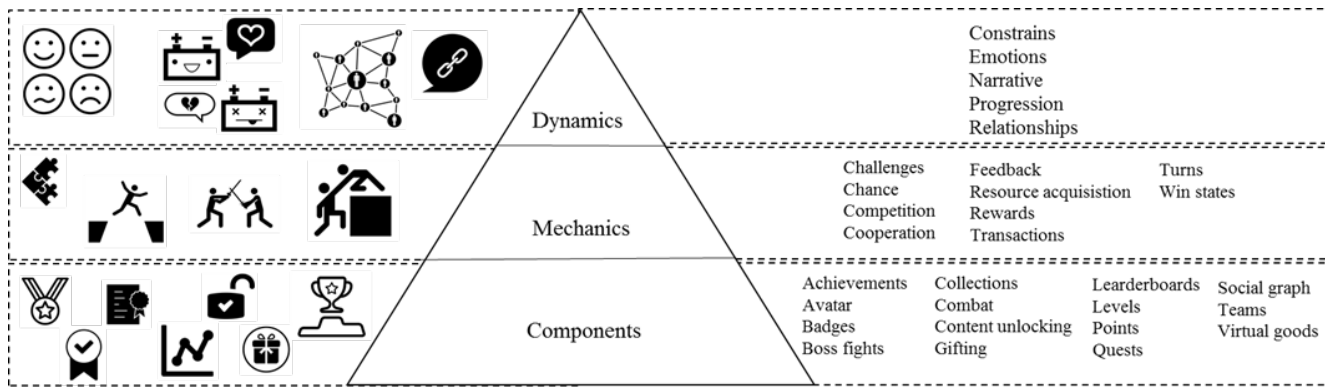 Dynamics
Constrains
Emotions
Narrative
Progression
Relationships
Mechanics
Challenges
Chance
Competition
Cooperation
Feedback
Resource acquisistion
Rewards
Transactions
Turns
Win states
Components
Achievements
Avatar
Badges
Boss fights
Collections
Combat
Content unlocking
Gifting
Learderboards
Levels
Points
Quests
Social graph
Teams
Virtual goods